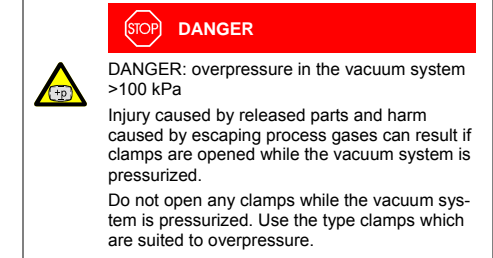 STOP DANGER
DANGER: overpressure in the vacuum system
>100 kPa
+p
Injury caused by released parts and harm
caused by escaping process gases can result if
clamps are opened while the vacuum system is
pressurized.
Do not open any clamps while the vacuum sys-
tem is pressurized. Use the type clamps which
are suited to overpressure.